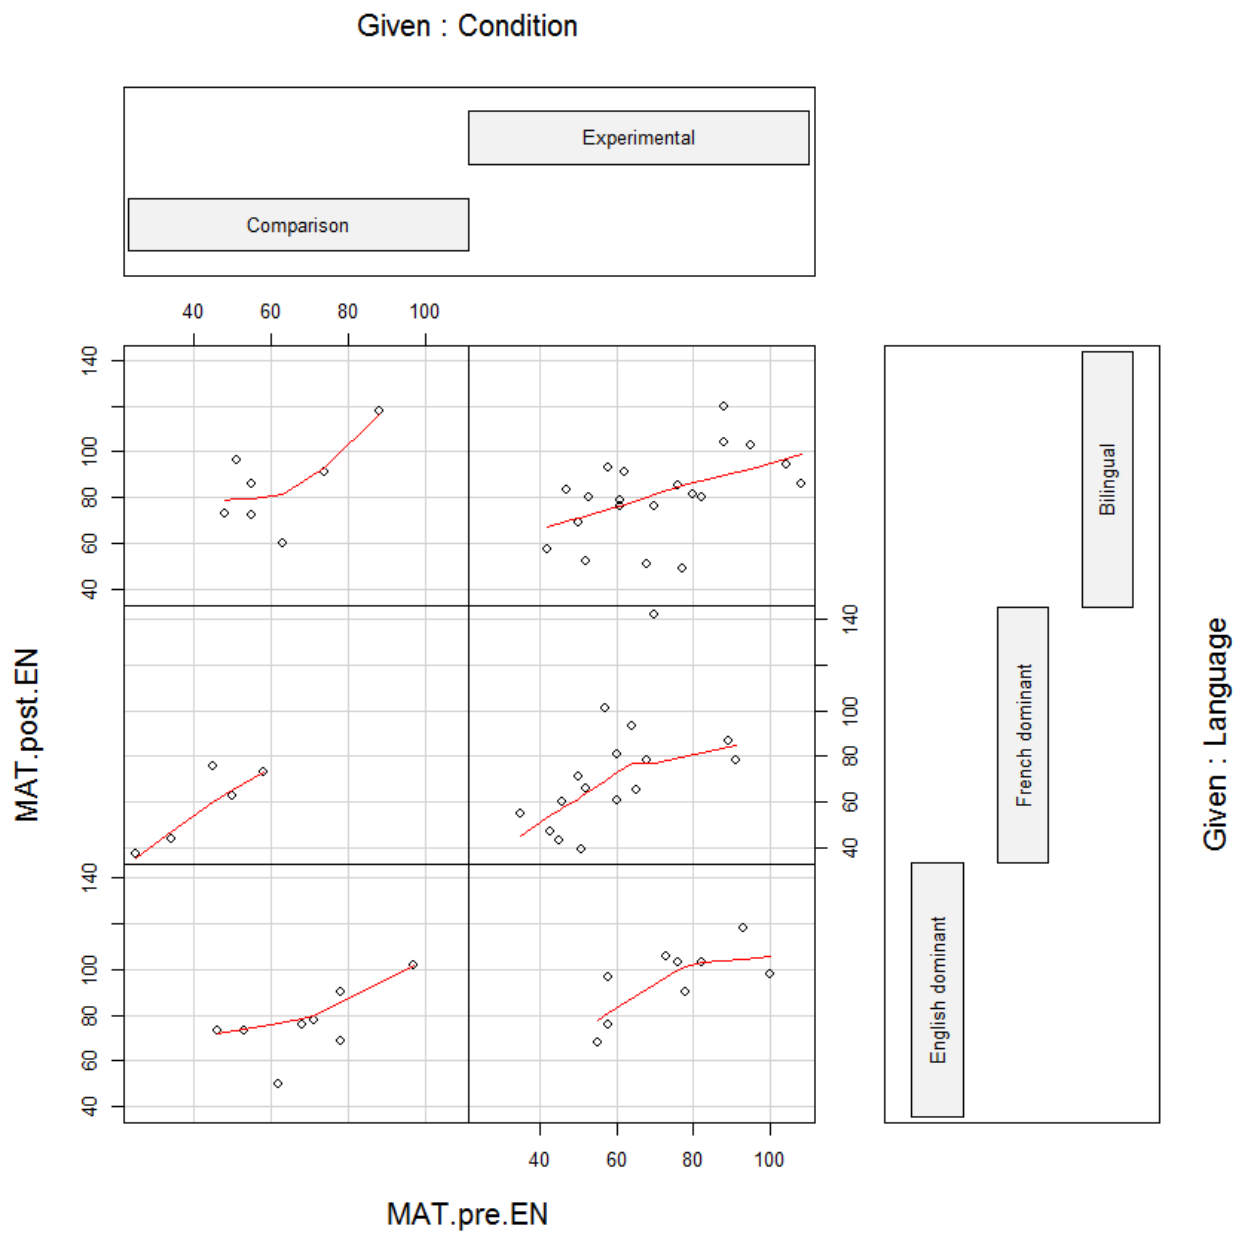 Given : Condition
Experimental
Comparison
40 60 80 100
140
100
80
60
40
Bilingual
140
100
80
60
40
French dominant
140
100
80
60
40
English dominant
40 60 80 100
MAT.pre.EN
MAT.post.EN
Given : Language